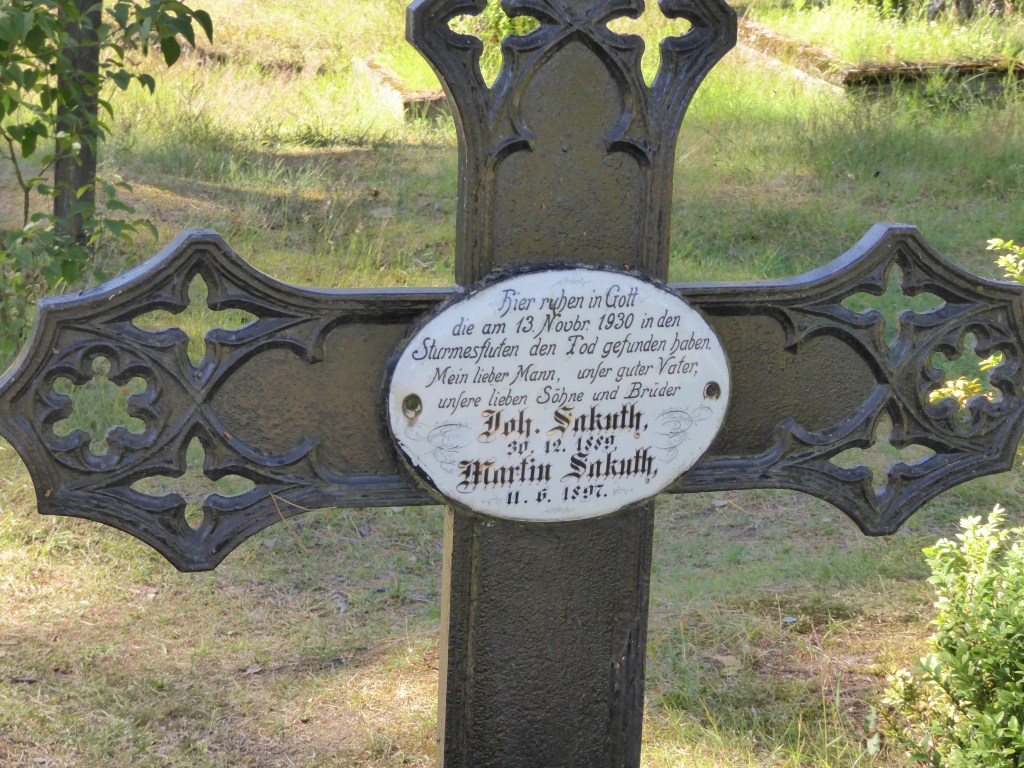 Hier ruhen in Gott
die am 13. Novbr. 1930 in den
Sturmesfluten den Tod gefunden haben.
Mein lieber Mann, unser guter Vater,
unsere lieben Söhne und Brüder
Joh. Sakuth,
30. 12. 1889.
Martin Sakuth,
11. 6. 1897.